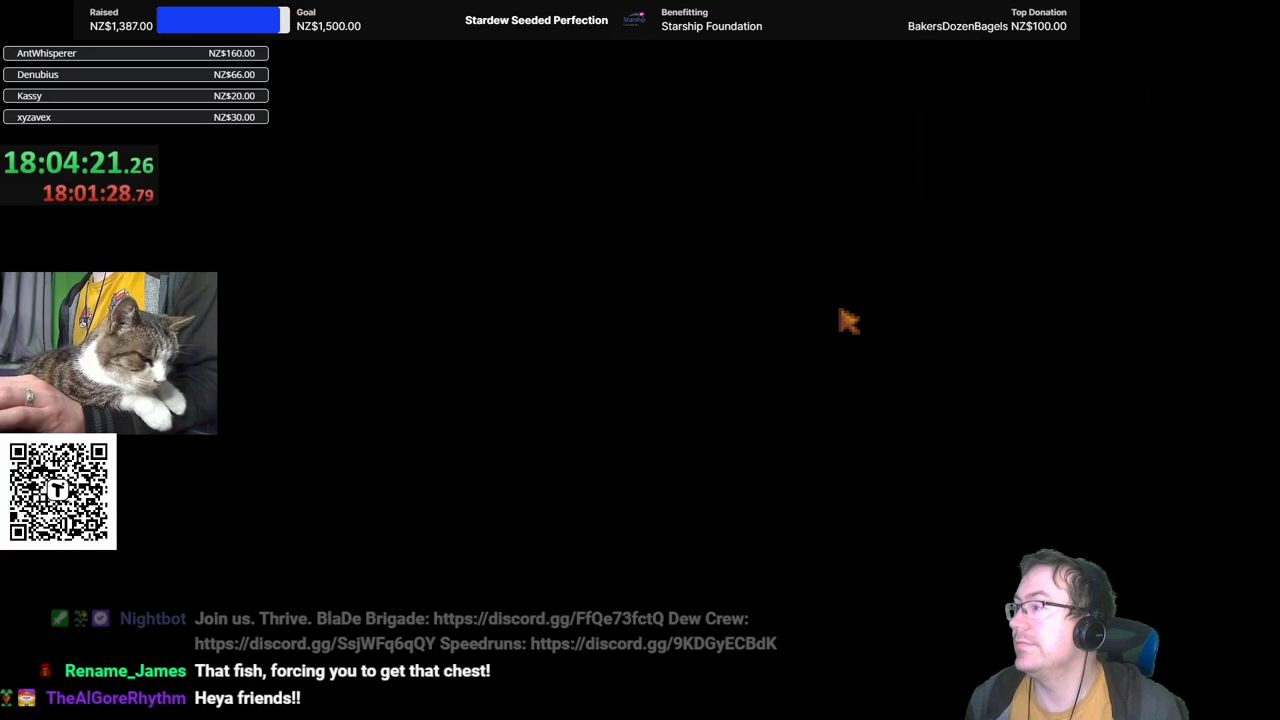 Raised
NZ$1,387.00
Goal
NZ$1,500.00
Stardew Seeded Perfection
Starship
Benefitting
Starship Foundation
Top Donation
BakersDozenBagels NZ$100.00
AntWhisperer NZ$160.00
Denubius NZ$66.00
Kassy NZ$20.00
xyzavex NZ$30.00
18:04:21.26
18:01:28.79
T
Nightbot Join us. Thrive. BlaDe Brigade: https://discord.gg/FfQe73fctQ Dew Crew:
https://discord.gg/SsjWFq6qQY Speedruns: https://discord.gg/9KDGyECBdK
Rename_James That fish, forcing you to get that chest!
TheAlGoreRhythm Heya friends!!